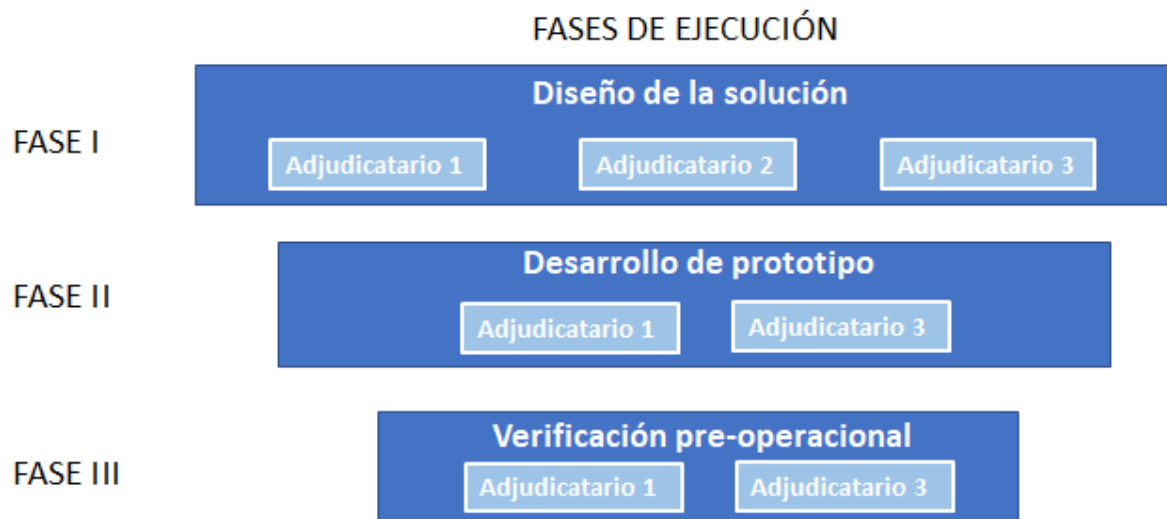 FASES DE EJECUCIÓN
FASE I
Diseño de la solución
Adjudicatario 1 Adjudicatario 2 Adjudicatario 3
FASE II
Desarrollo de prototipo
Adjudicatario 1 Adjudicatario 3
FASE III
Verificación pre-operacional
Adjudicatario 1 Adjudicatario 3